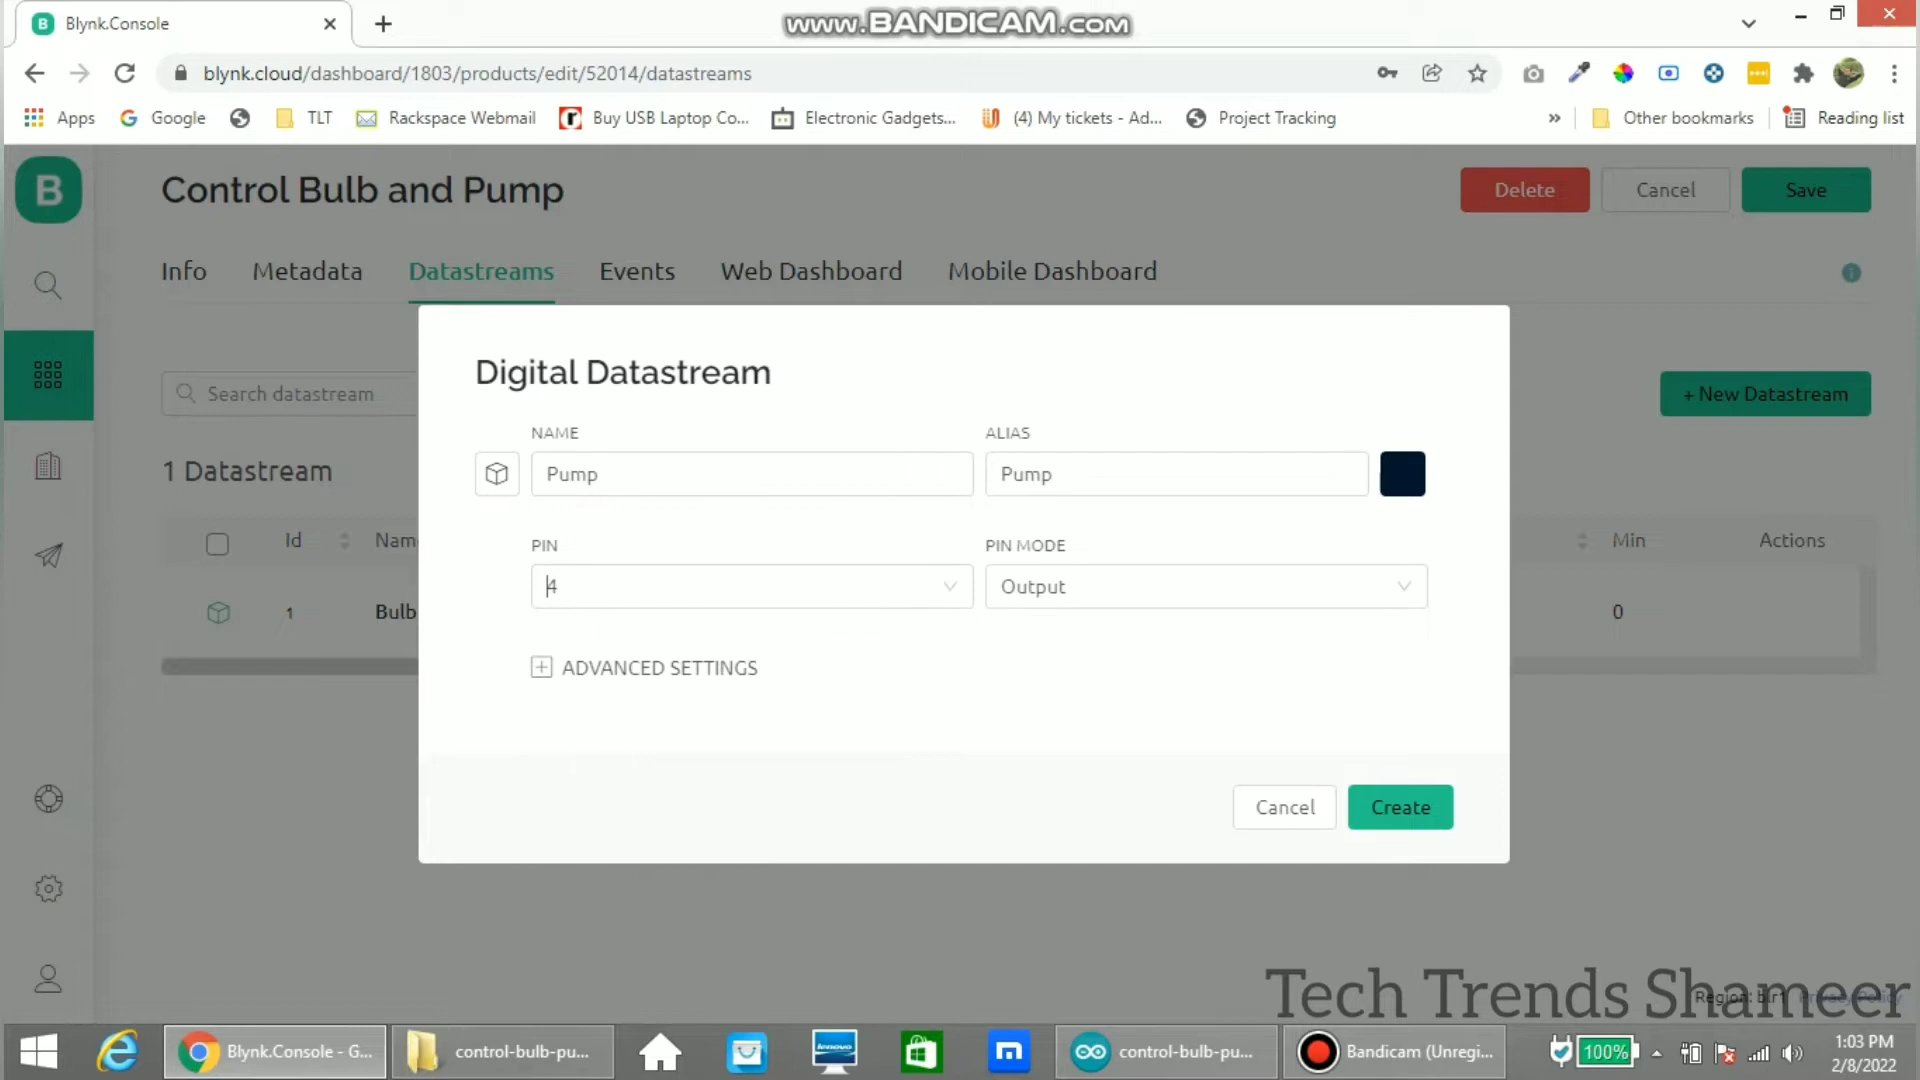 Blynk.Console
www.BANDICAM.com
blynk.cloud/dashboard/1803/products/edit/52014/datastreams
Apps
Google
TLT
Rackspace Webmail
Buy USB Laptop Co...
Electronic Gadgets...
(4) My tickets - Ad...
Project Tracking
»
Other bookmarks
Reading list
B
Control Bulb and Pump
Delete
Cancel
Save
Info
Metadata
Datastreams
Events
Web Dashboard
Mobile Dashboard
Search datastream
+ New Datastream
1 Datastream
Id
Nam
Min
Actions
1
Bulb
0
Digital Datastream
NAME
ALIAS
Pump
Pump
PIN
PIN MODE
4
Output
ADVANCED SETTINGS
Cancel
Create
Tech Trends Shameer
Region: blr1
Privacy Policy
Blynk.Console - G...
control-bulb-pu...
lenovo
control-bulb-pu...
Bandicam (Unregi...
100%
1:03 PM
2/8/2022